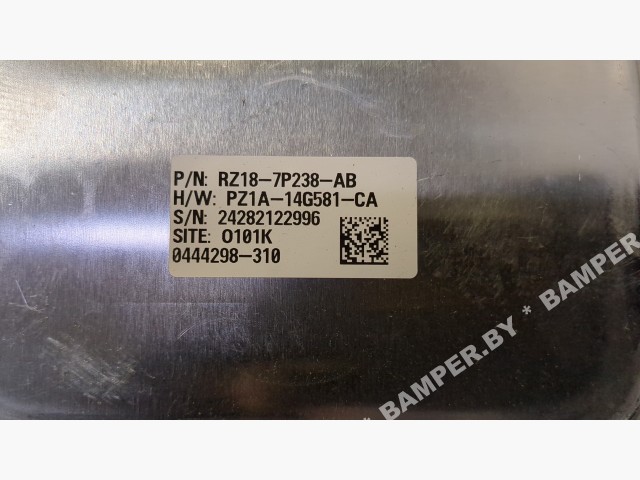 P/N: RZ18-7P238-AB
H/W: PZ1A-14G581-CA
S/N: 24282122996
SITE: O101K
0444298-310
BAMPER.BY * BAMPER.